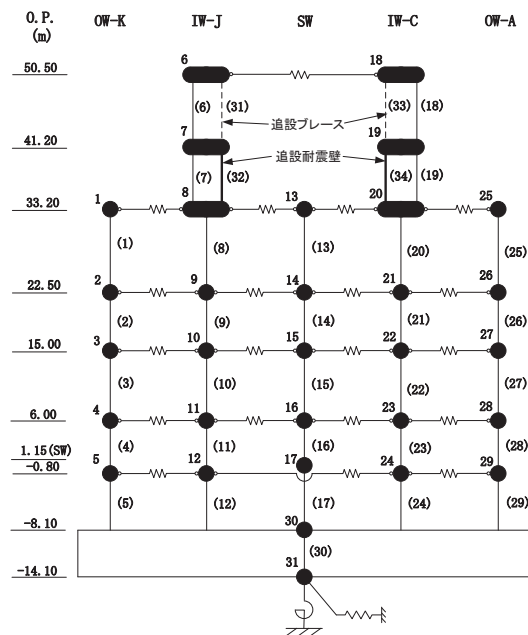 O.P. OW-K IW-J SW IW-C OW-A
(m)
6 18
50.50
(6) (31) (33) (18)
追設ブレース
7 19
41.20
追設耐震壁
(7) (32) (34) (19)
1 8 13 20 25
33.20
(1) (8) (13) (20) (25)
2 9 14 21 26
22.50
(2) (9) (14) (21) (26)
3 10 15 22 27
15.00
(3) (10) (15) (22) (27)
4 11 16 23 28
6.00
(4) (11) (16) (23) (28)
1.15(SW)
5 12 17 24 29
-0.80
(5) (12) (17) (24) (29)
30
-8.10
(30)
31
-14.10